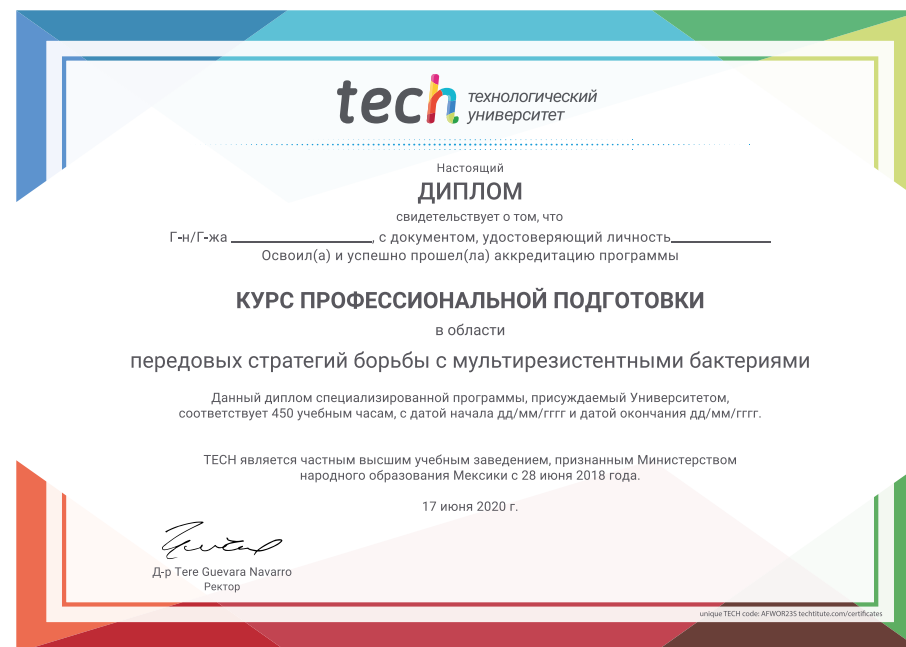 tech технологический
университет
Настоящий
ДИПЛОМ
свидетельствует о том, что
Г-н/Г-жа ____________________, с документом, удостоверяющий личность______________
Освоил(а) и успешно прошел(ла) аккредитацию программы
КУРС ПРОФЕССИОНАЛЬНОЙ ПОДГОТОВКИ
в области
передовых стратегий борьбы с мультирезистентными бактериями
Данный диплом специализированной программы, присуждаемый Университетом,
соответствует 450 учебным часам, с датой начала дд/мм/гггг и датой окончания дд/мм/гггг.
TECH является частным высшим учебным заведением, признанным Министерством
народного образования Мексики с 28 июня 2018 года.
17 июня 2020 г.
Д-р Tere Guevara Navarro
Ректор
unique TECH code: AFWOR23S techtitute.com/certificates